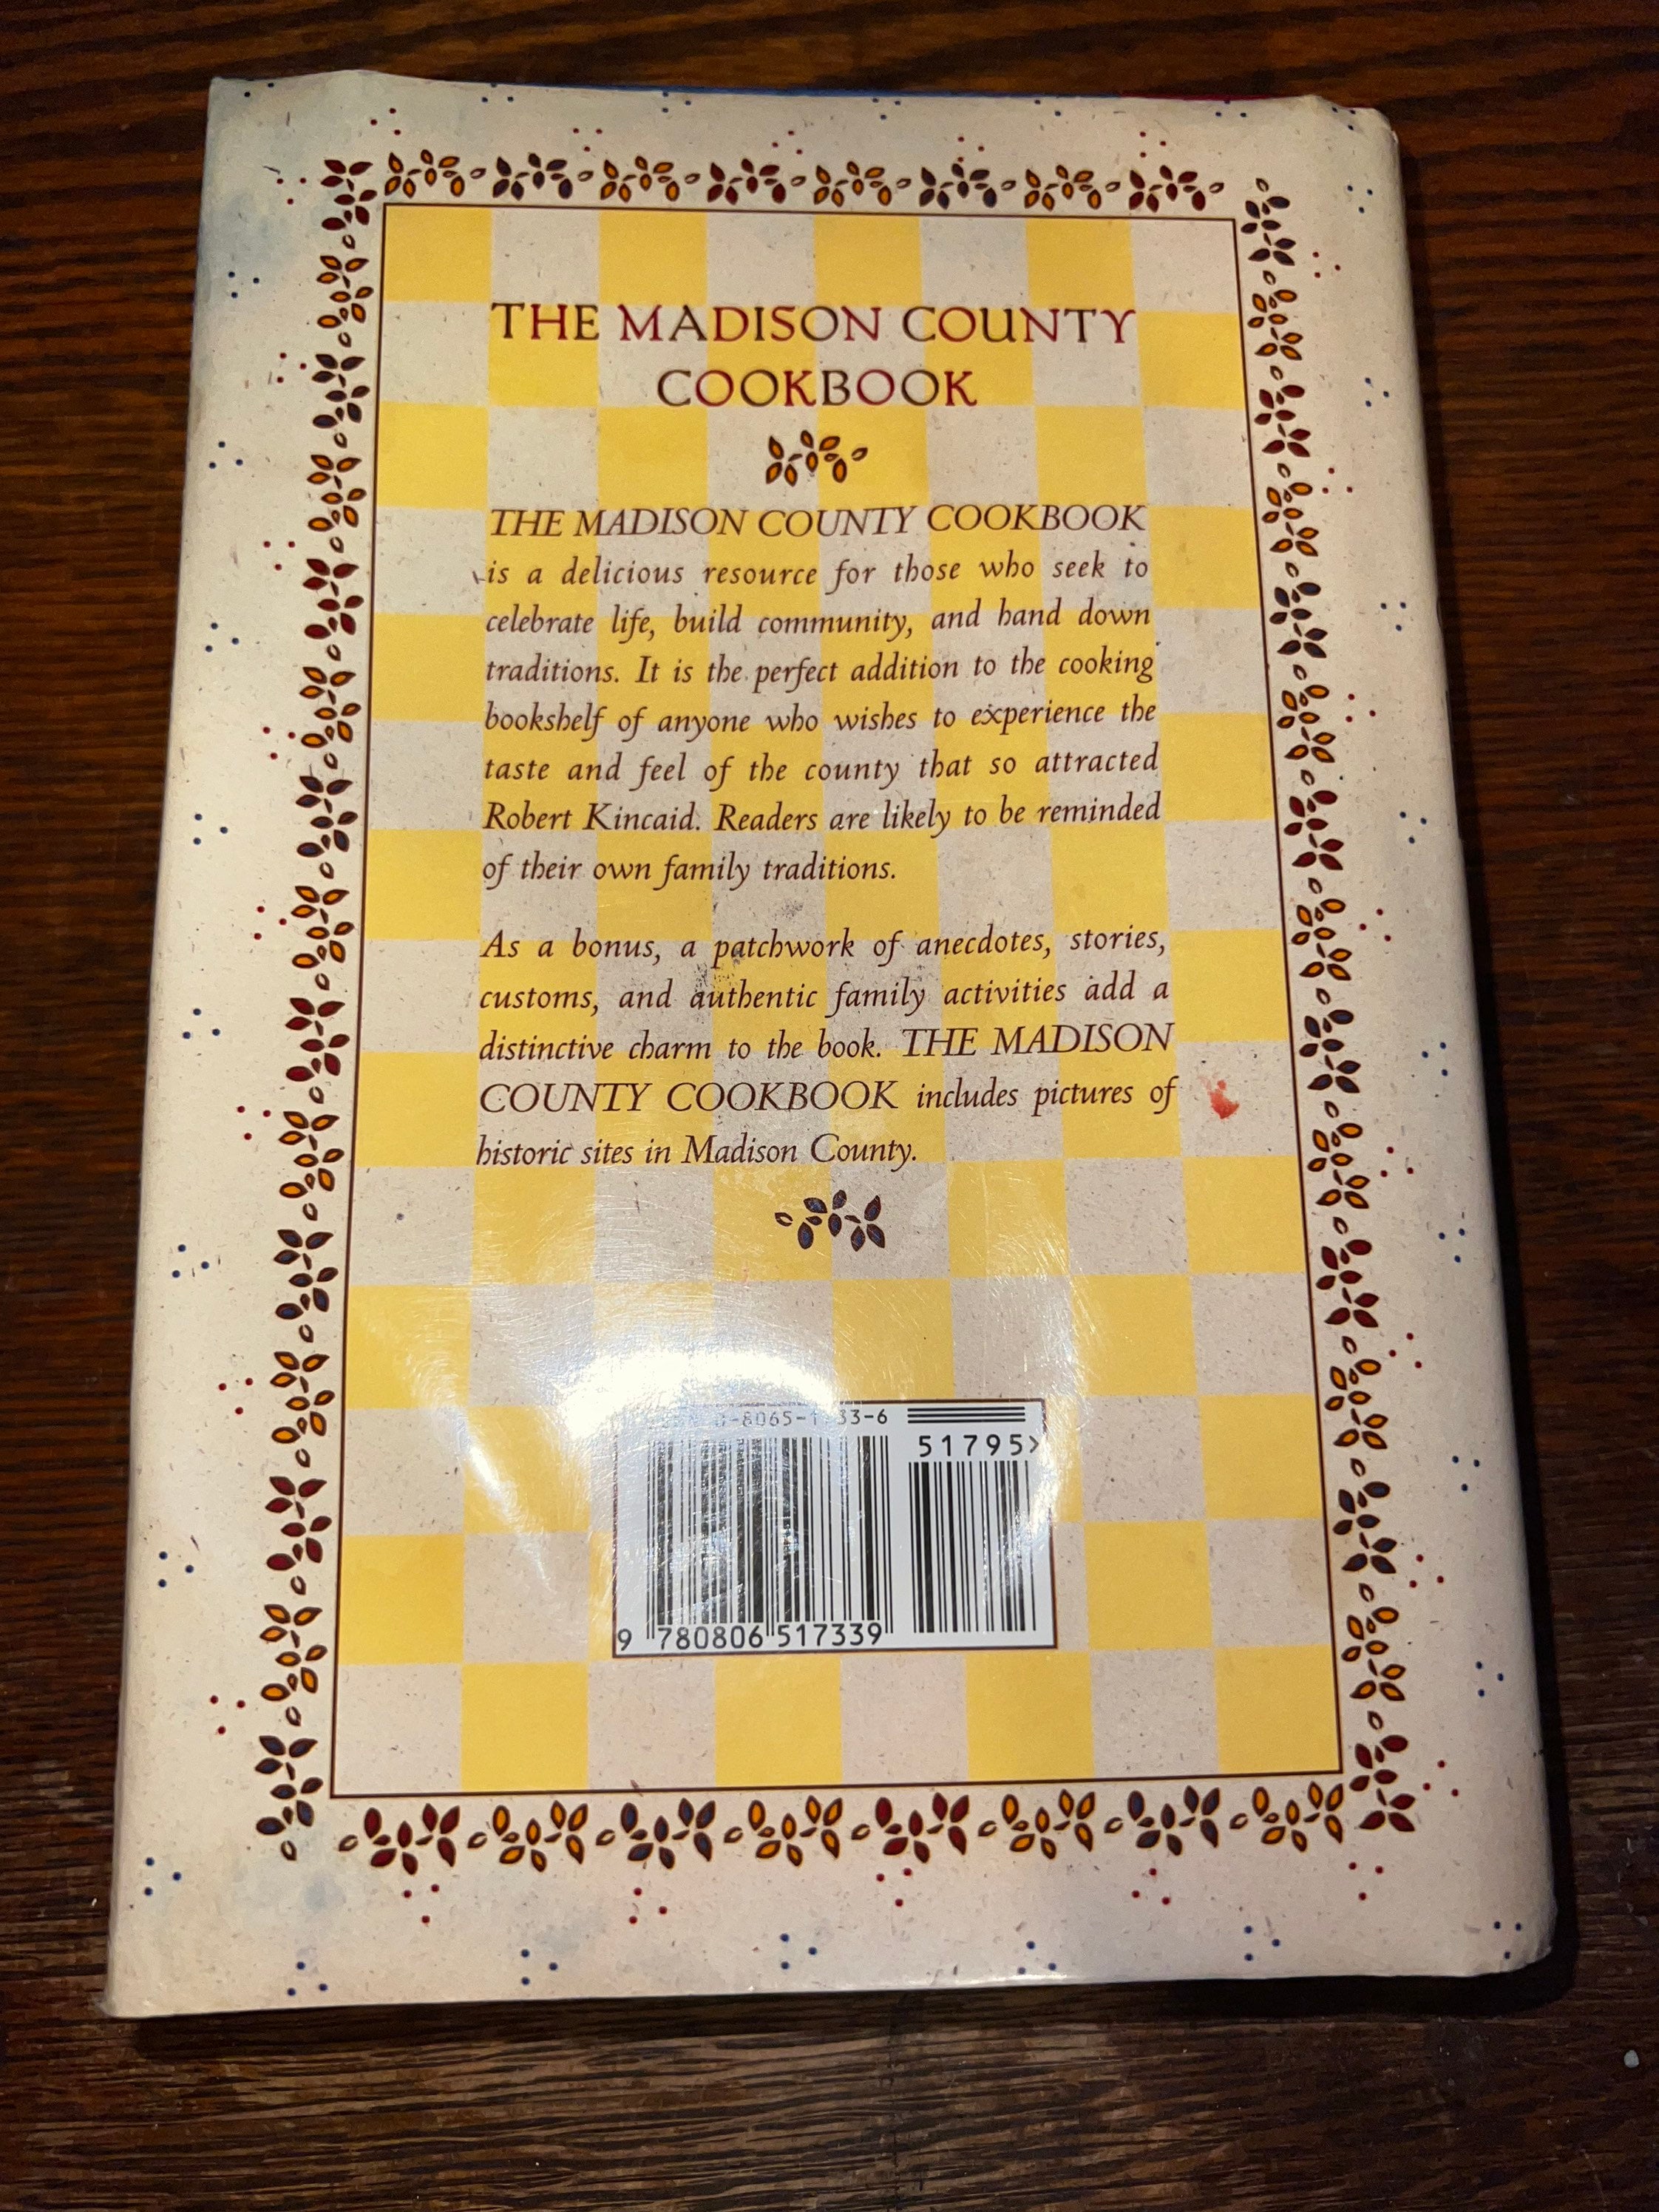 THE MADISON COUNTY
COOKBOOK
THE MADISON COUNTY COOKBOOK
is a delicious resource for those who seek to
celebrate life, build community, and hand down
traditions. It is the perfect addition to the cooking
bookshelf of anyone who wishes to experience the
taste and feel of the county that so attracted
Robert Kincaid. Readers are likely to be reminded
of their own family traditions.
As a bonus, a patchwork of anecdotes, stories,
customs, and authentic family activities add a
distinctive charm to the book. THE MADISON
COUNTY COOKBOOK includes pictures of
historic sites in Madison County.
51795>
9 780806 517339